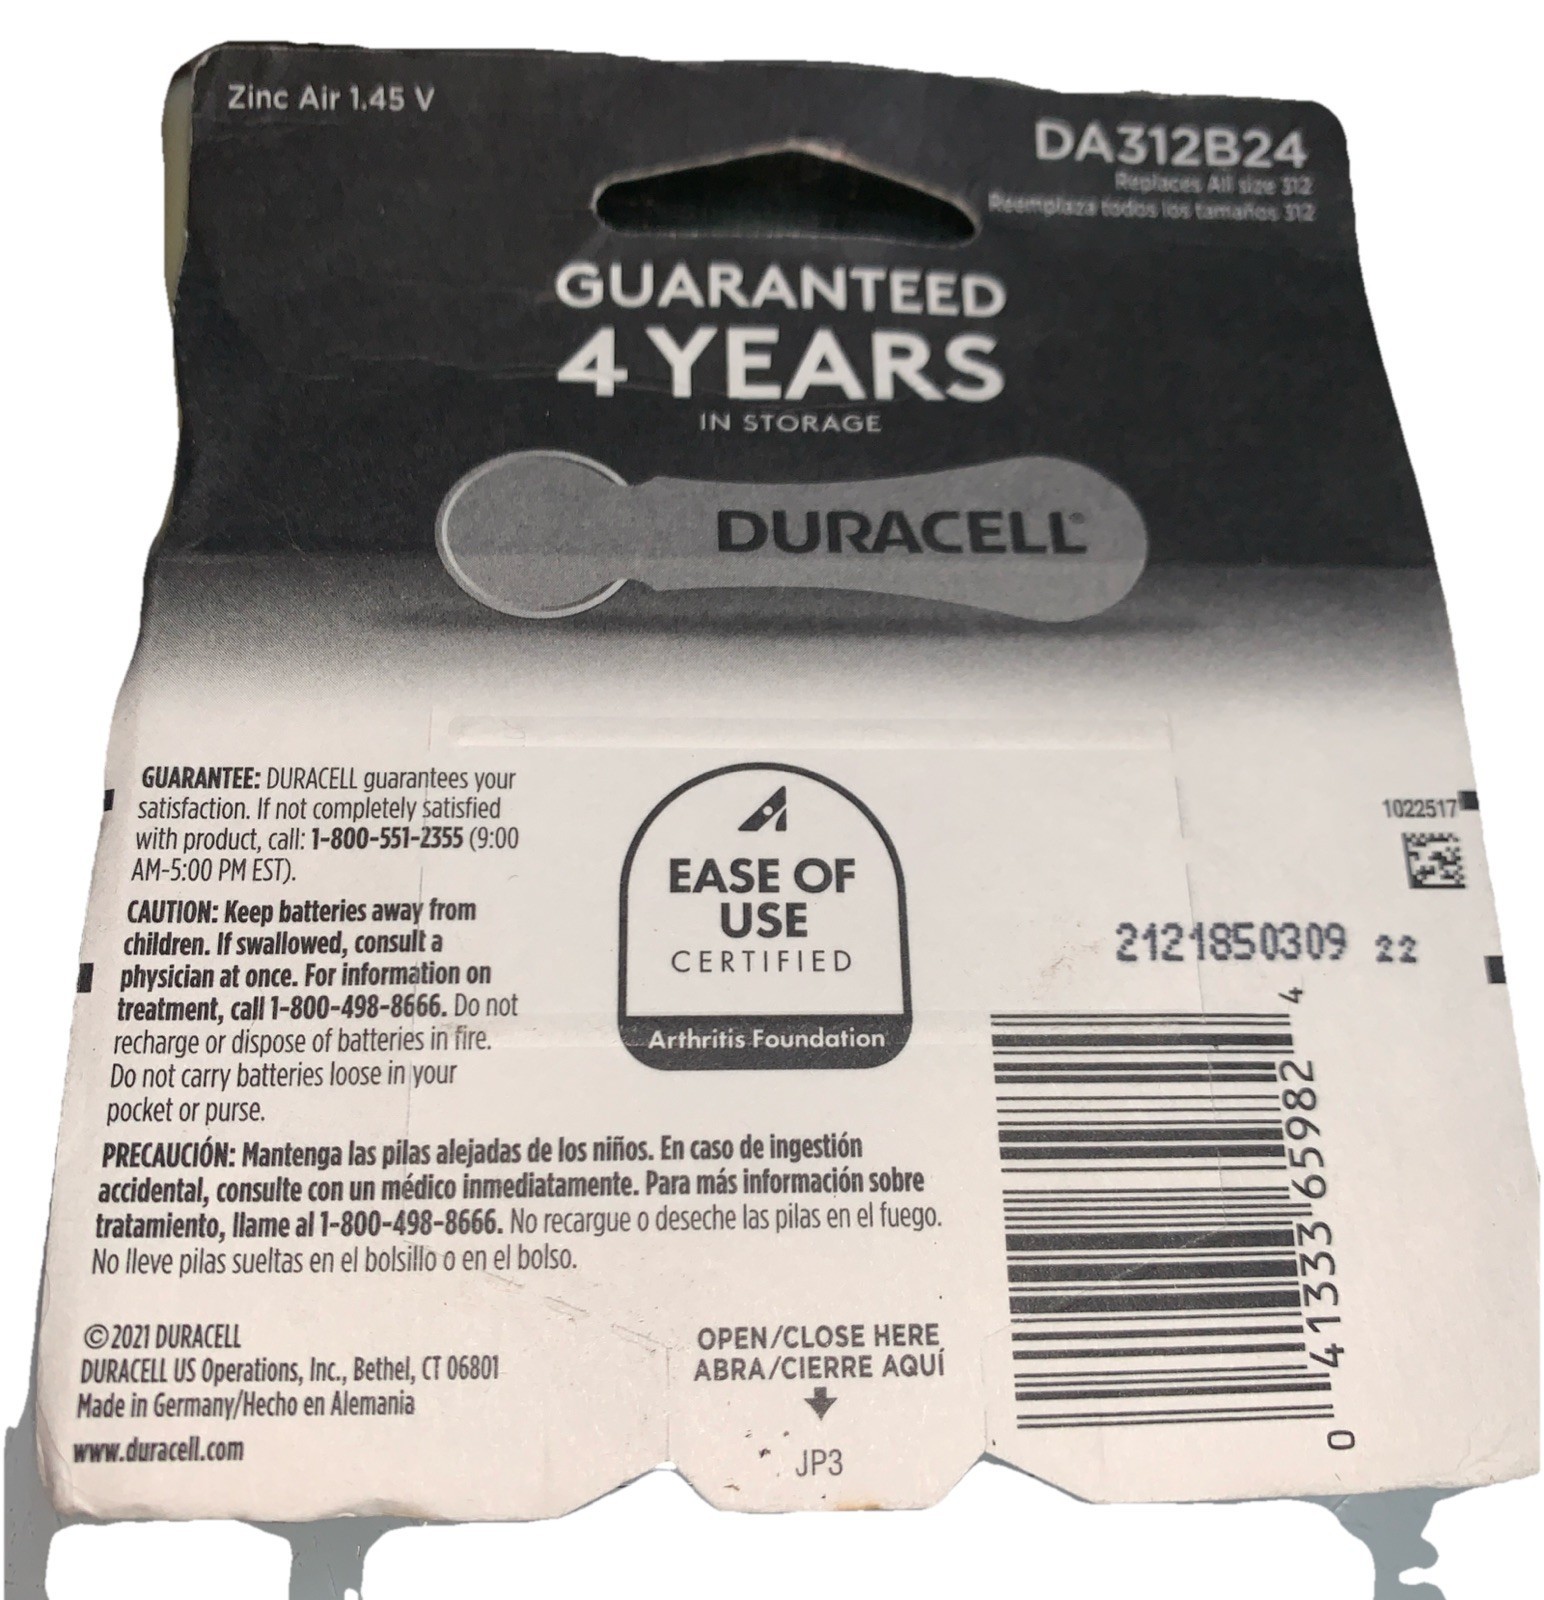 Zinc Air 1.45 V
DA312B24
Replaces All size 312
Reemplaza todos los tamaños 312
GUARANTEED
4 YEARS
IN STORAGE
DURACELL®
GUARANTEE: DURACELL guarantees your
satisfaction. If not completely satisfied
with product, call: 1-800-551-2355 (9:00
AM-5:00 PM EST).
CAUTION: Keep batteries away from
children. If swallowed, consult a
physician at once. For information on
treatment, call 1-800-498-8666. Do not
recharge or dispose of batteries in fire.
Do not carry batteries loose in your
pocket or purse.
EASE OF
USE
CERTIFIED
Arthritis Foundation
1022517
2121850309 22
PRECAUCIÓN: Mantenga las pilas alejadas de los niños. En caso de ingestión
accidental, consulte con un médico inmediatamente. Para más información sobre
tratamiento, llame al 1-800-498-8666. No recargue o deseche las pilas en el fuego.
No lleve pilas sueltas en el bolsillo o en el bolso.
©2021 DURACELL
DURACELL US Operations, Inc., Bethel, CT 06801
Made in Germany/Hecho en Alemania
www.duracell.com
OPEN/CLOSE HERE
ABRA/CIERRE AQUÍ
JP3
0 41333 65982 4